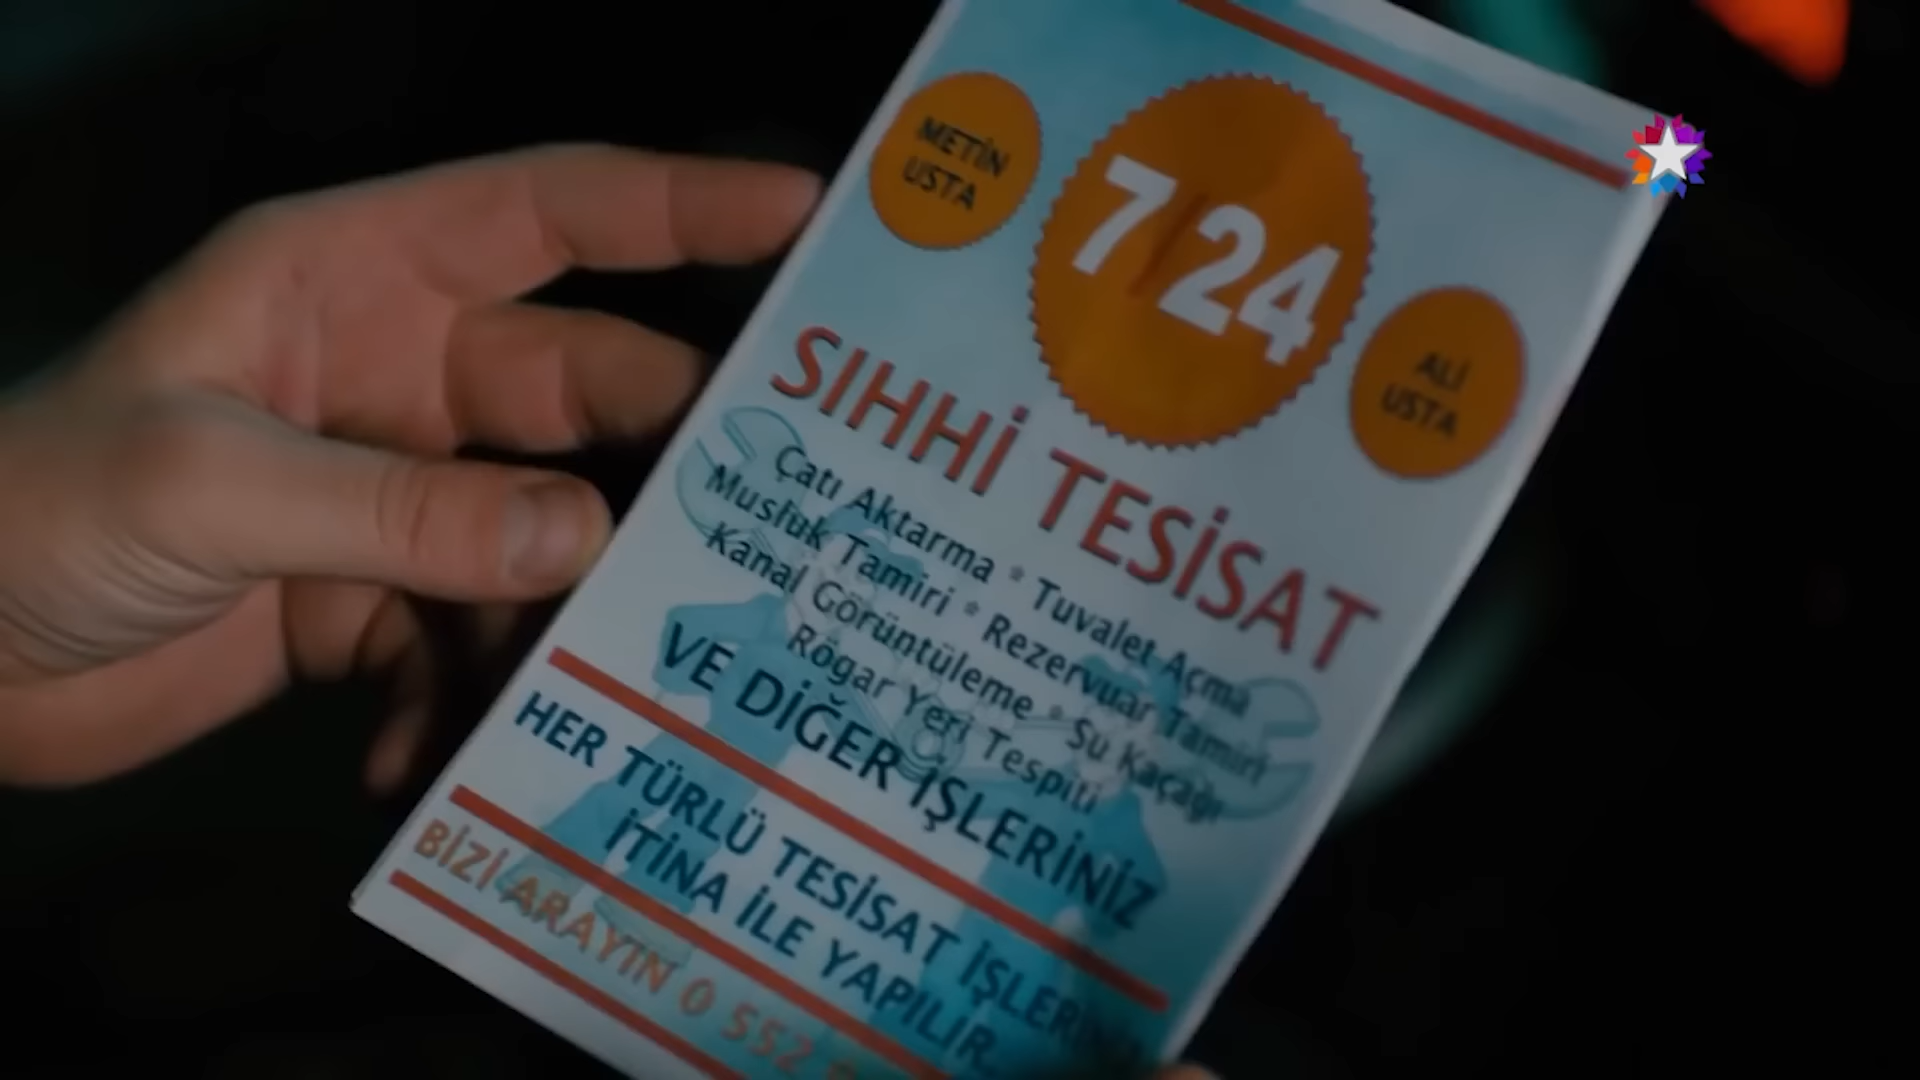 METİN
USTA
7/24
ALİ
USTA
SIHHİ TESİSAT
Çatı Aktarma * Tuvalet Açma
Musluk Tamiri * Rezervuar Tamiri
Kanal Görüntüleme * Su Kaçağı
Rögar Yeri Tespiti
VE DİĞER İŞLERİNİZ
HER TÜRLÜ TESİSAT İŞLERİNİZ
İTİNA İLE YAPILIR.
BİZİ ARAYIN 0 552